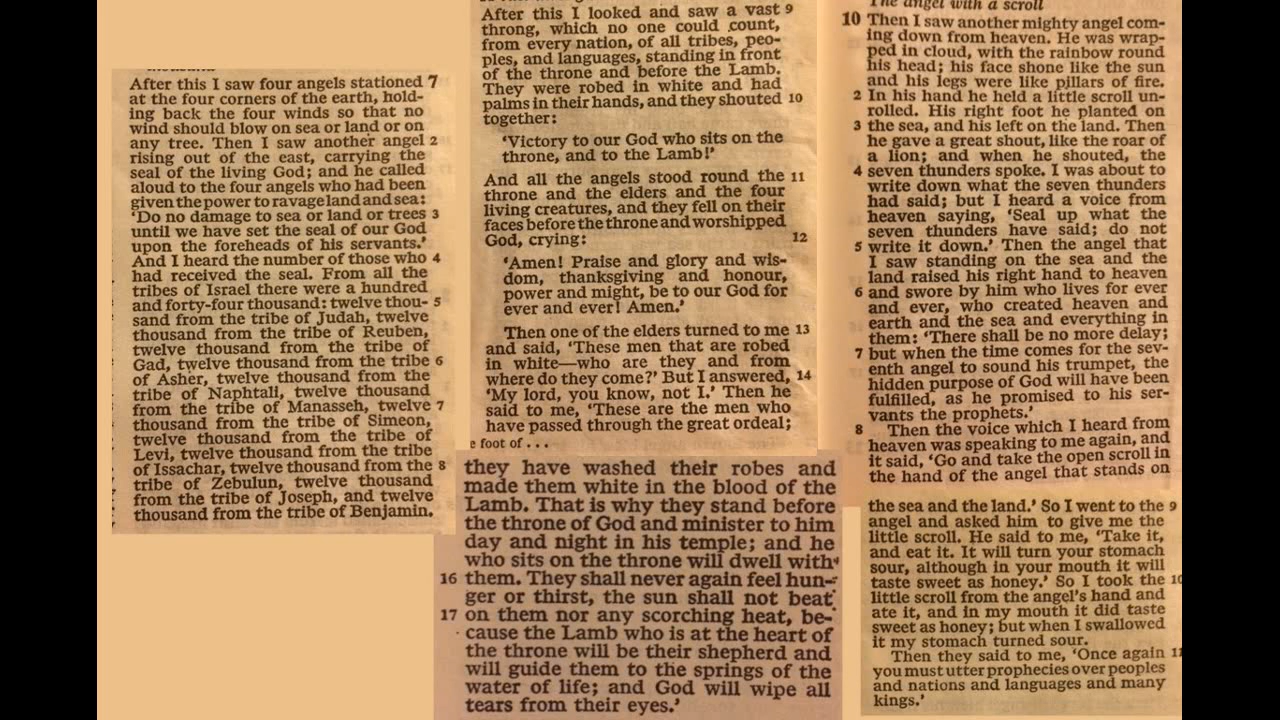 After this I saw four angels stationed 7
at the four corners of the earth, hold-
ing back the four winds so that no
wind should blow on sea or land or on
any tree. Then I saw another angel 2
rising out of the east, carrying the
seal of the living God; and he called
aloud to the four angels who had been
given the power to ravage land and sea:
‘Do no damage to sea or land or trees 3
until we have set the seal of our God
upon the foreheads of his servants.’
And I heard the number of those who 4
had received the seal. From all the
tribes of Israel there were a hundred
and forty-four thousand: twelve thou- 5
sand from the tribe of Judah, twelve
thousand from the tribe of Reuben,
twelve thousand from the tribe of
Gad, twelve thousand from the tribe 6
of Asher, twelve thousand from the
tribe of Naphtali, twelve thousand
from the tribe of Manasseh, twelve 7
thousand from the tribe of Simeon,
twelve thousand from the tribe of
Levi, twelve thousand from the tribe
of Issachar, twelve thousand from the 8
tribe of Zebulun, twelve thousand
from the tribe of Joseph, and twelve
thousand from the tribe of Benjamin.
After this I looked and saw a vast 9
throng, which no one could count,
from every nation, of all tribes, peo-
ples, and languages, standing in front
of the throne and before the Lamb.
They were robed in white and had
palms in their hands, and they shouted 10
together:
‘Victory to our God who sits on the
throne, and to the Lamb!’
And all the angels stood round the 11
throne and the elders and the four
living creatures, and they fell on their
faces before the throne and worshipped
God, crying: 12
‘Amen! Praise and glory and wis-
dom, thanksgiving and honour,
power and might, be to our God for
ever and ever! Amen.’
Then one of the elders turned to me 13
and said, ‘These men that are robed
in white—who are they and from
where do they come?’ But I answered, 14
‘My lord, you know, not I.’ Then he
said to me, ‘These are the men who
have passed through the great ordeal;
foot of . . .
they have washed their robes and
made them white in the blood of the
Lamb. That is why they stand before
the throne of God and minister to him
day and night in his temple; and he
who sits on the throne will dwell with
16 them. They shall never again feel hun-
ger or thirst, the sun shall not beat
17 on them nor any scorching heat, be-
cause the Lamb who is at the heart of
the throne will be their shepherd and
will guide them to the springs of the
water of life; and God will wipe all
tears from their eyes.’
The angel with a scroll
10 Then I saw another mighty angel com-
ing down from heaven. He was wrap-
ped in cloud, with the rainbow round
his head; his face shone like the sun
and his legs were like pillars of fire.
2 In his hand he held a little scroll un-
rolled. His right foot he planted on
3 the sea, and his left on the land. Then
he gave a great shout, like the roar of
a lion; and when he shouted, the
4 seven thunders spoke. I was about to
write down what the seven thunders
had said; but I heard a voice from
heaven saying, ‘Seal up what the
seven thunders have said; do not
5 write it down.’ Then the angel that
I saw standing on the sea and the
land raised his right hand to heaven
6 and swore by him who lives for ever
and ever, who created heaven and
earth and the sea and everything in
them: ‘There shall be no more delay;
7 but when the time comes for the sev-
enth angel to sound his trumpet, the
hidden purpose of God will have been
fulfilled, as he promised to his ser-
vants the prophets.’
8 Then the voice which I heard from
heaven was speaking to me again, and
it said, ‘Go and take the open scroll in
the hand of the angel that stands on
the sea and the land.’ So I went to the 9
angel and asked him to give me the
little scroll. He said to me, ‘Take it,
and eat it. It will turn your stomach
sour, although in your mouth it will
taste sweet as honey.’ So I took the 10
little scroll from the angel’s hand and
ate it, and in my mouth it did taste
sweet as honey; but when I swallowed
it my stomach turned sour.
Then they said to me, ‘Once again 11
you must utter prophecies over peoples
and nations and languages and many
kings.’